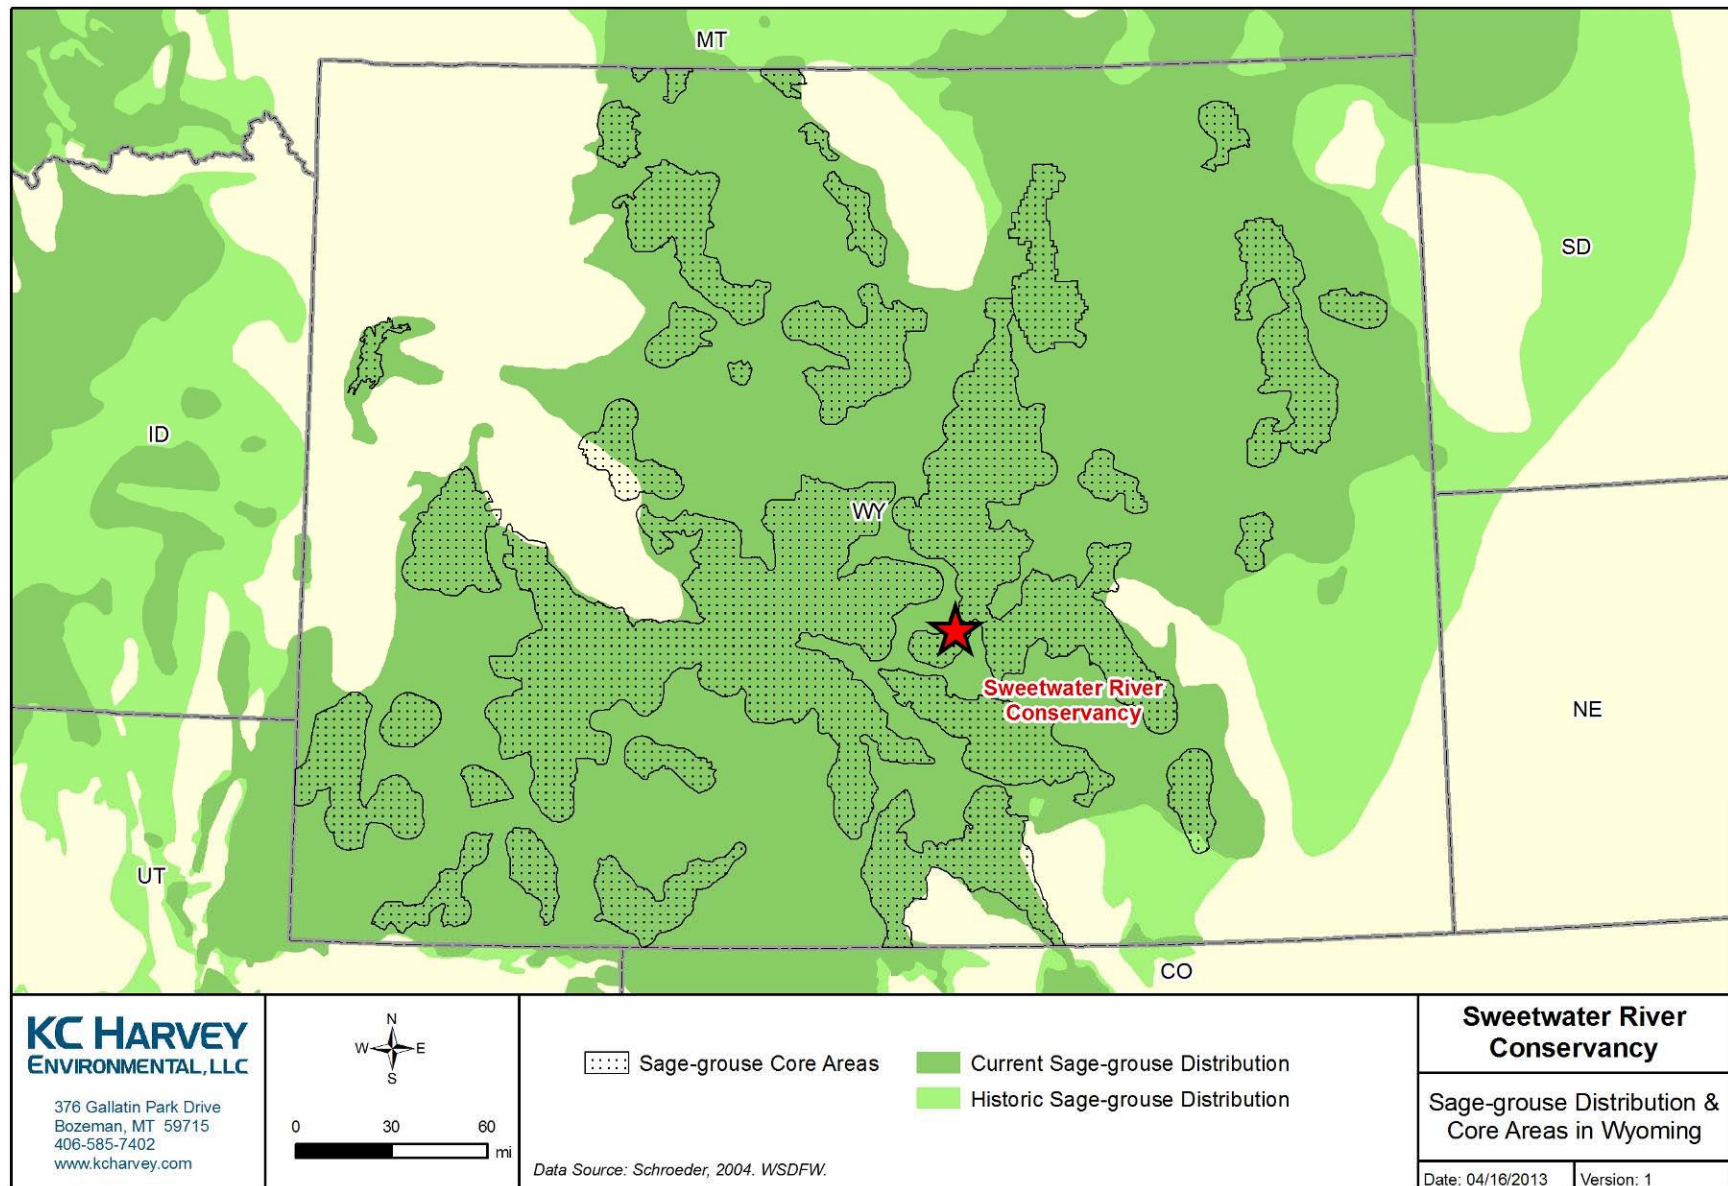 MT
SD
ID
WY
Sweetwater River
Conservancy
NE
UT
CO
KC HARVEY
ENVIRONMENTAL, LLC
376 Gallatin Park Drive
Bozeman, MT 59715
406-585-7402
www.kcharvey.com
N
W E
S
0 30 60
mi
Sage-grouse Core Areas
Current Sage-grouse Distribution
Historic Sage-grouse Distribution
Data Source: Schroeder, 2004. WSDFW.
Sweetwater River
Conservancy
Sage-grouse Distribution &
Core Areas in Wyoming
Date: 04/16/2013
Version: 1